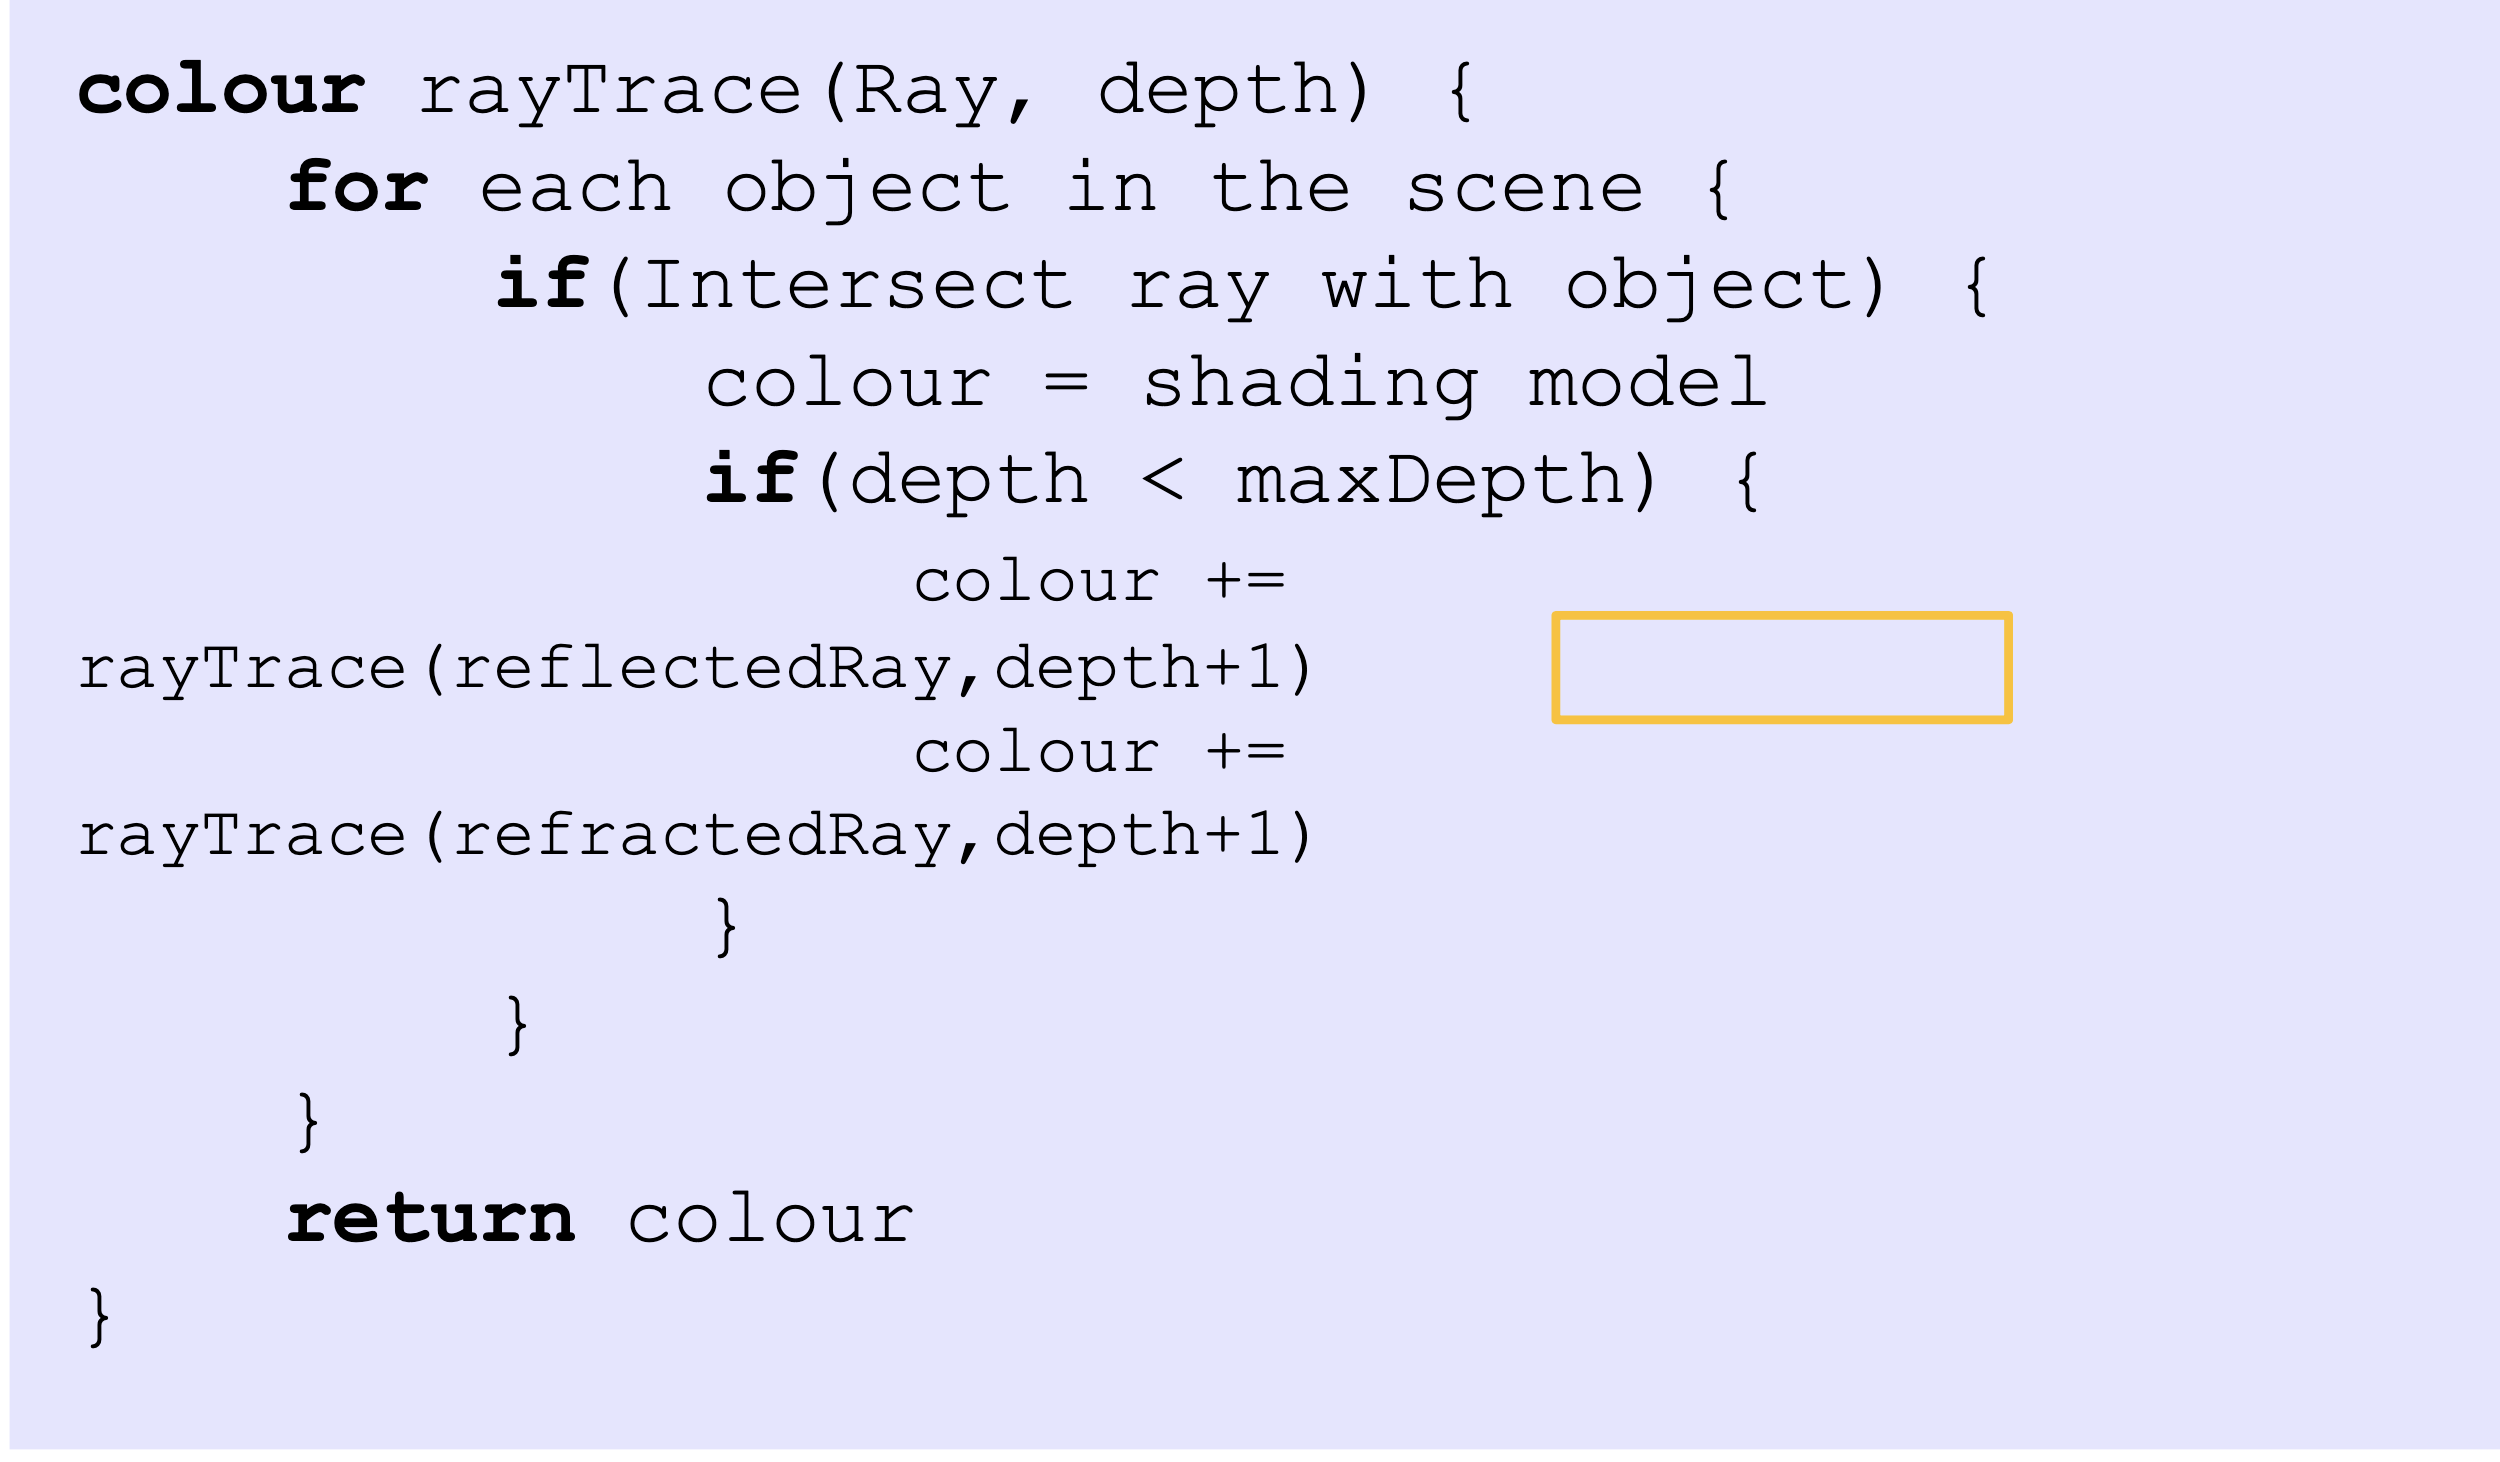 colour rayTrace(Ray, depth) {
for each object in the scene {
if(Intersect ray with object) {
colour = shading model
if(depth < maxDepth) {
colour +=
rayTrace(reflectedRay,depth+1)
colour +=
rayTrace(refractedRay,depth+1)
}
}
}
return colour
}